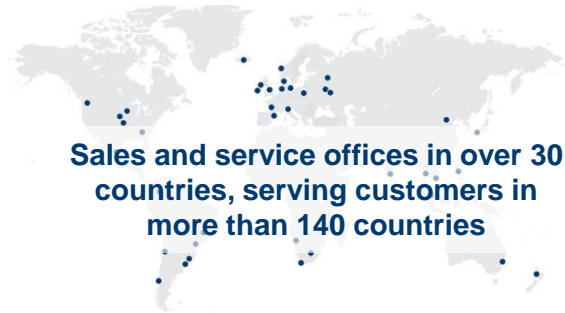 Sales and service offices in over 30
countries, serving customers in
more than 140 countries